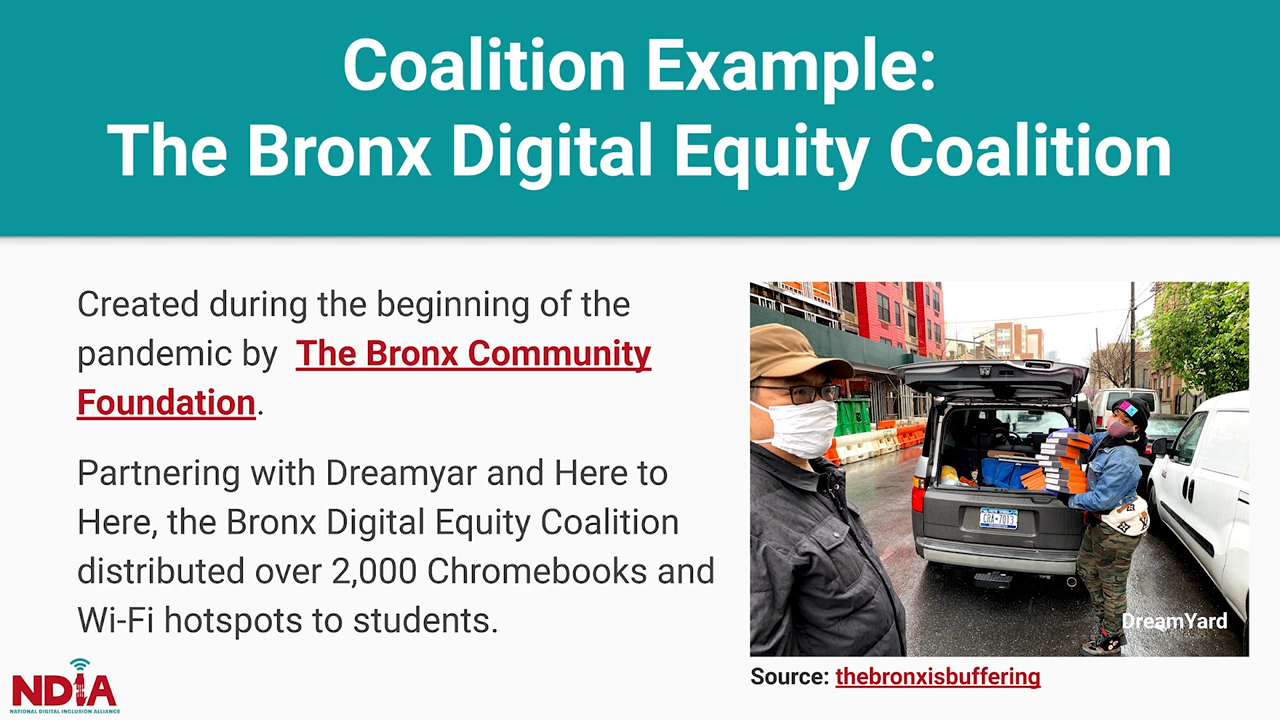 Coalition Example:
The Bronx Digital Equity Coalition
Created during the beginning of the
pandemic by The Bronx Community
Foundation.
Partnering with Dreamyar and Here to
Here, the Bronx Digital Equity Coalition
distributed over 2,000 Chromebooks and
Wi-Fi hotspots to students.
CRA-7013
DreamYard
Source: thebronxisbuffering
NDIA
NATIONAL DIGITAL INCLUSION ALLIANCE